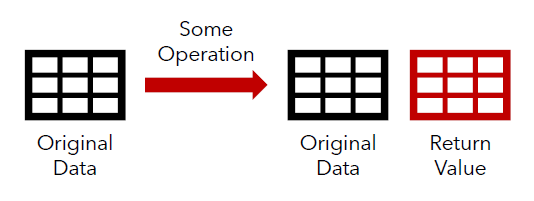 Some
Operation
Original
Data
Original
Data
Return
Value